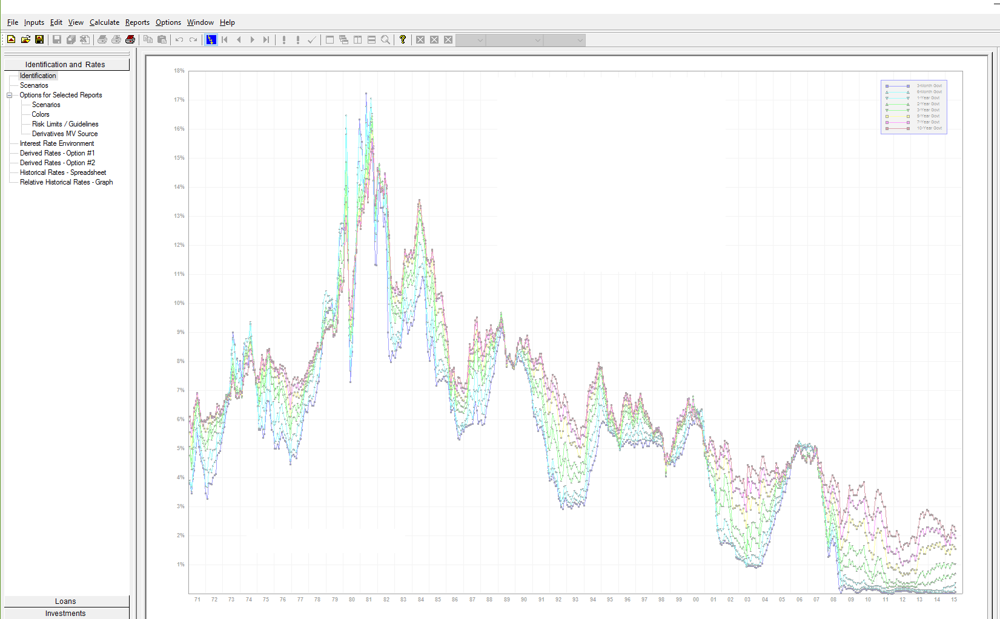 File Inputs Edit View Calculate Reports Options Window Help
Identification and Rates
Identification
Scenarios
Options for Selected Reports
Scenarios
Colors
Risk Limits / Guidelines
Derivatives MV Source
Interest Rate Environment
Derived Rates - Option #1
Derived Rates - Option #2
Historical Rates - Spreadsheet
Relative Historical Rates - Graph
Loans
Investments
18%
17%
16%
15%
14%
13%
12%
11%
10%
9%
8%
7%
6%
5%
4%
3%
2%
1%
3-Month Govt
6-Month Govt
1-Year Govt
2-Year Govt
3-Year Govt
5-Year Govt
7-Year Govt
10-Year Govt
71 72 73 74 75 76 77 78 79 80 81 82 83 84 85 86 87 88 89 90 91 92 93 94 95 96 97 98 99 00 01 02 03 04 05 06 07 08 09 10 11 12 13 14 15